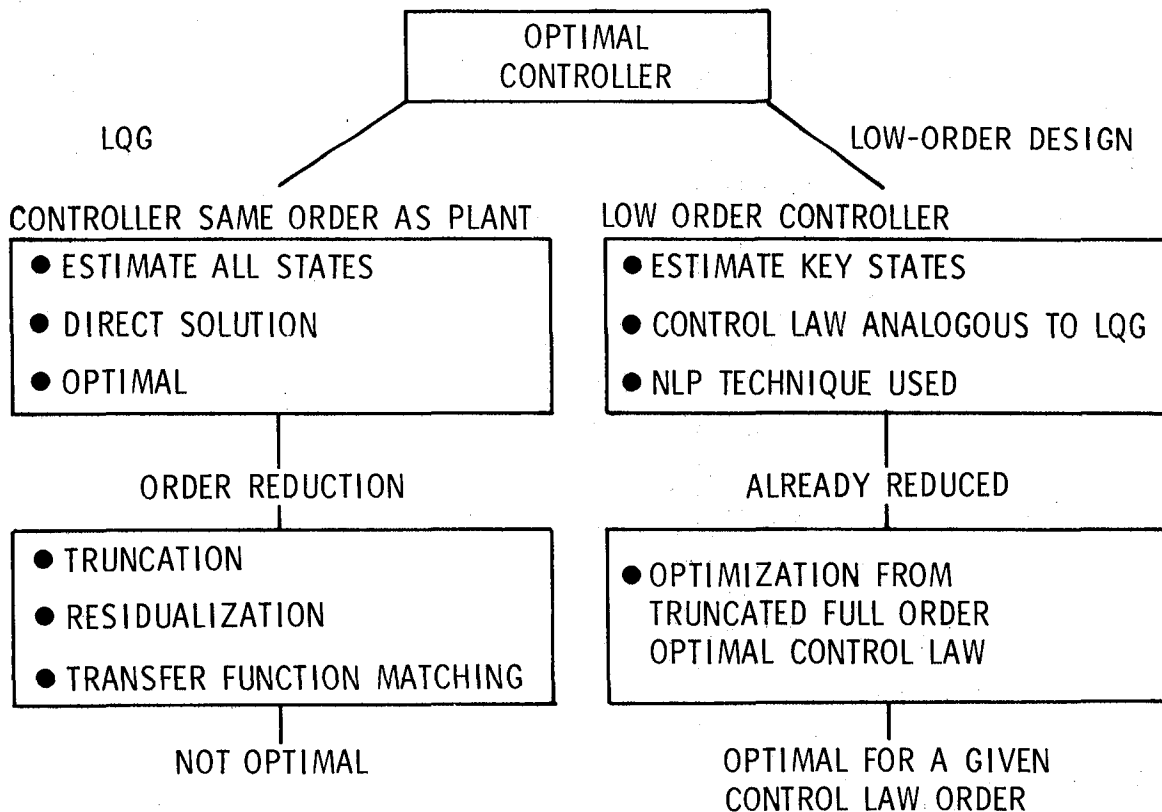 OPTIMAL
CONTROLLER
LQG
LOW-ORDER DESIGN
CONTROLLER SAME ORDER AS PLANT
● ESTIMATE ALL STATES
● DIRECT SOLUTION
● OPTIMAL
LOW ORDER CONTROLLER
● ESTIMATE KEY STATES
● CONTROL LAW ANALOGOUS TO LQG
● NLP TECHNIQUE USED
ORDER REDUCTION
ALREADY REDUCED
● TRUNCATION
● RESIDUALIZATION
● TRANSFER FUNCTION MATCHING
● OPTIMIZATION FROM
TRUNCATED FULL ORDER
OPTIMAL CONTROL LAW
NOT OPTIMAL
OPTIMAL FOR A GIVEN
CONTROL LAW ORDER